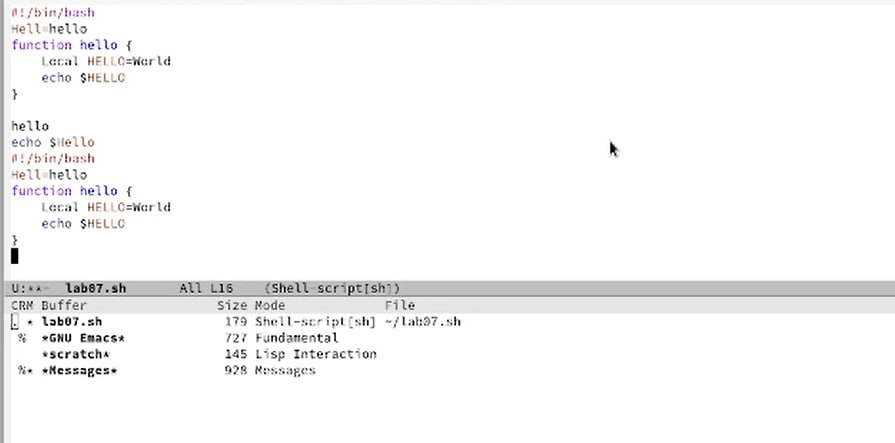 #!/bin/bash
Hell=hello
function hello {
    Local HELLO=World
    echo $HELLO
}
hello
echo $Hello
#!/bin/bash
Hell=hello
function hello {
    Local HELLO=World
    echo $HELLO
}
U:**-  lab07.sh       All L16    (Shell-script[sh])
CRM Buffer                Size Mode             File
. * lab07.sh               179 Shell-script[sh] ~/lab07.sh
 %  *GNU Emacs*            727 Fundamental
    *scratch*              145 Lisp Interaction
 %* *Messages*             928 Messages